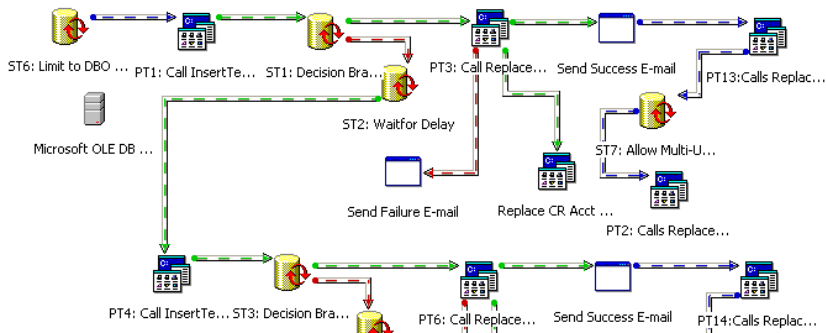 ST6: Limit to DBO ...
PT1: Call InsertTe...
ST1: Decision Bra...
PT3: Call Replace...
Send Success E-mail
PT13:Calls Replac...
ST2: Waitfor Delay
Microsoft OLE DB ...
ST7: Allow Multi-U...
Send Failure E-mail
Replace CR Acct ...
PT2: Calls Replace...
PT4: Call InsertTe...
ST3: Decision Bra...
PT6: Call Replace...
Send Success E-mail
PT14:Calls Replac...